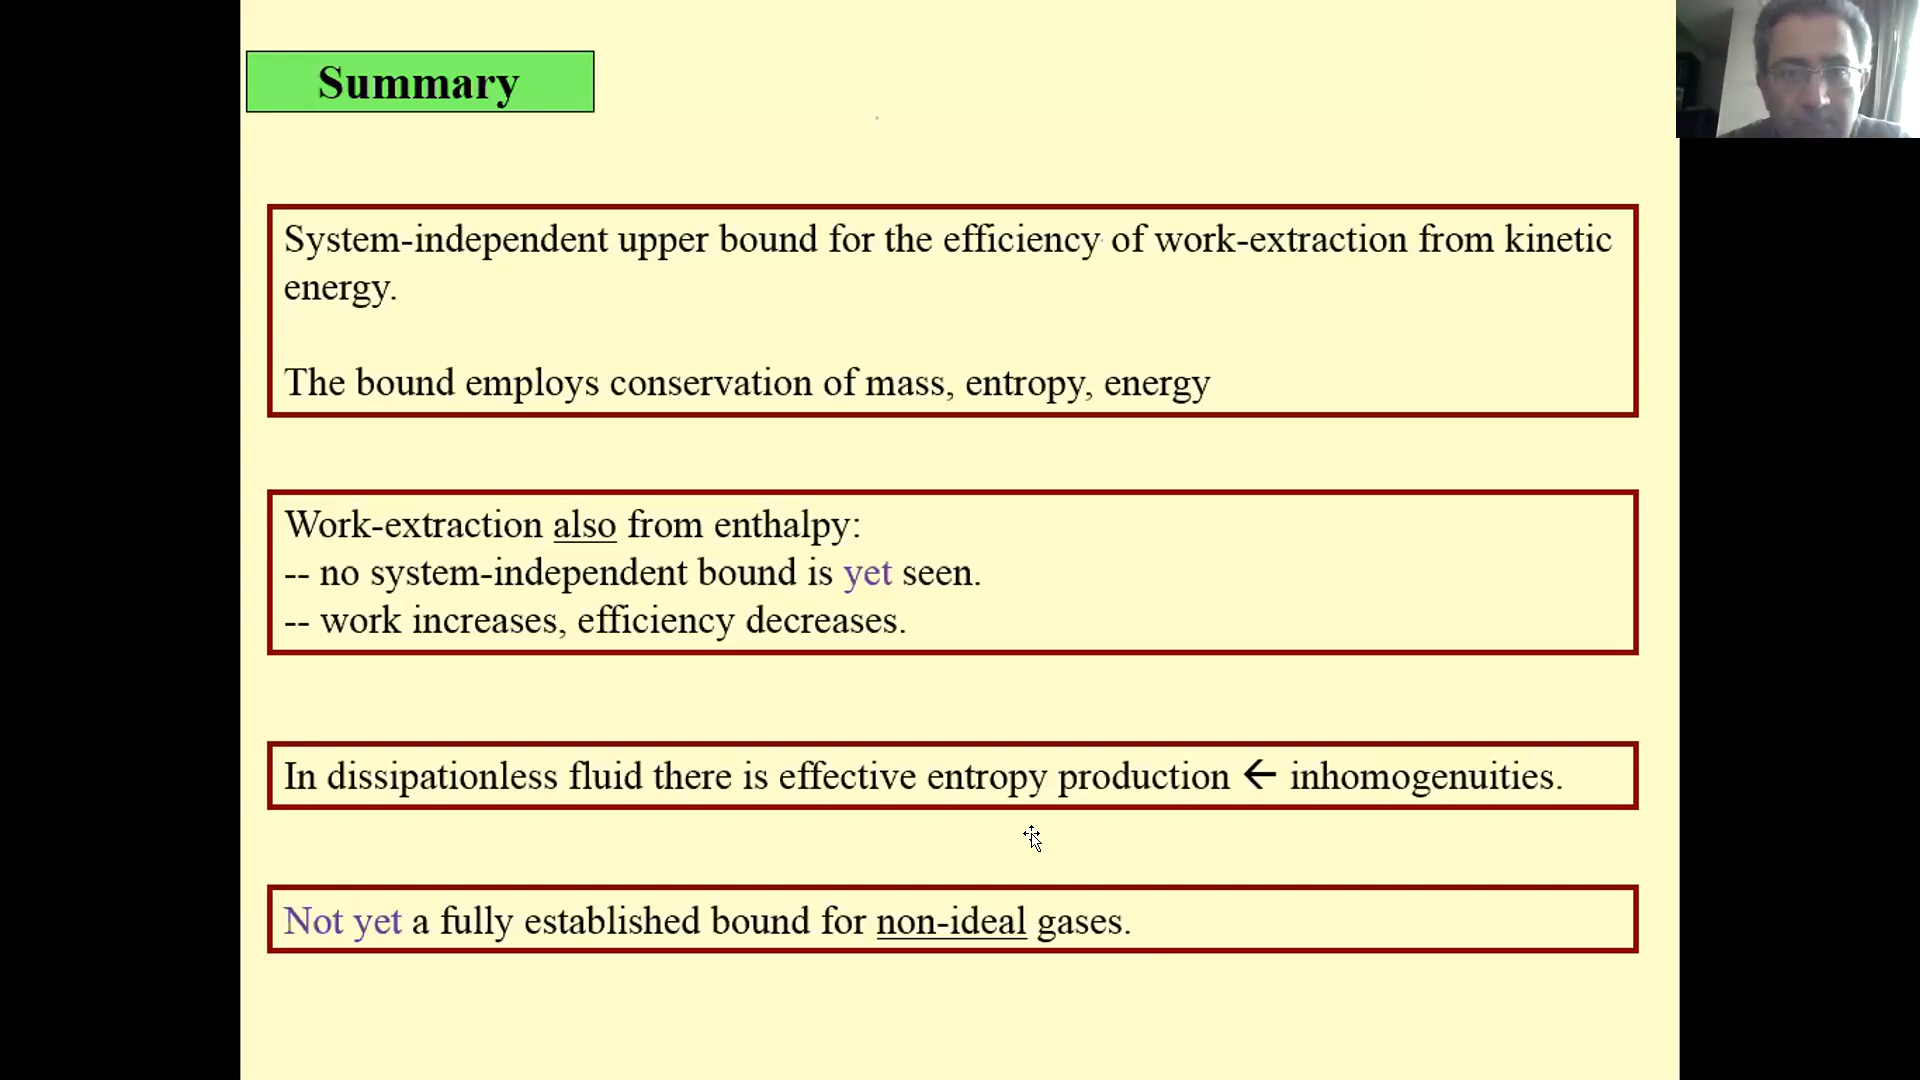 Summary
System-independent upper bound for the efficiency of work-extraction from kinetic
energy.
The bound employs conservation of mass, entropy, energy
Work-extraction also from enthalpy:
-- no system-independent bound is yet seen.
-- work increases, efficiency decreases.
In dissipationless fluid there is effective entropy production ← inhomogenuities.
Not yet a fully established bound for non-ideal gases.